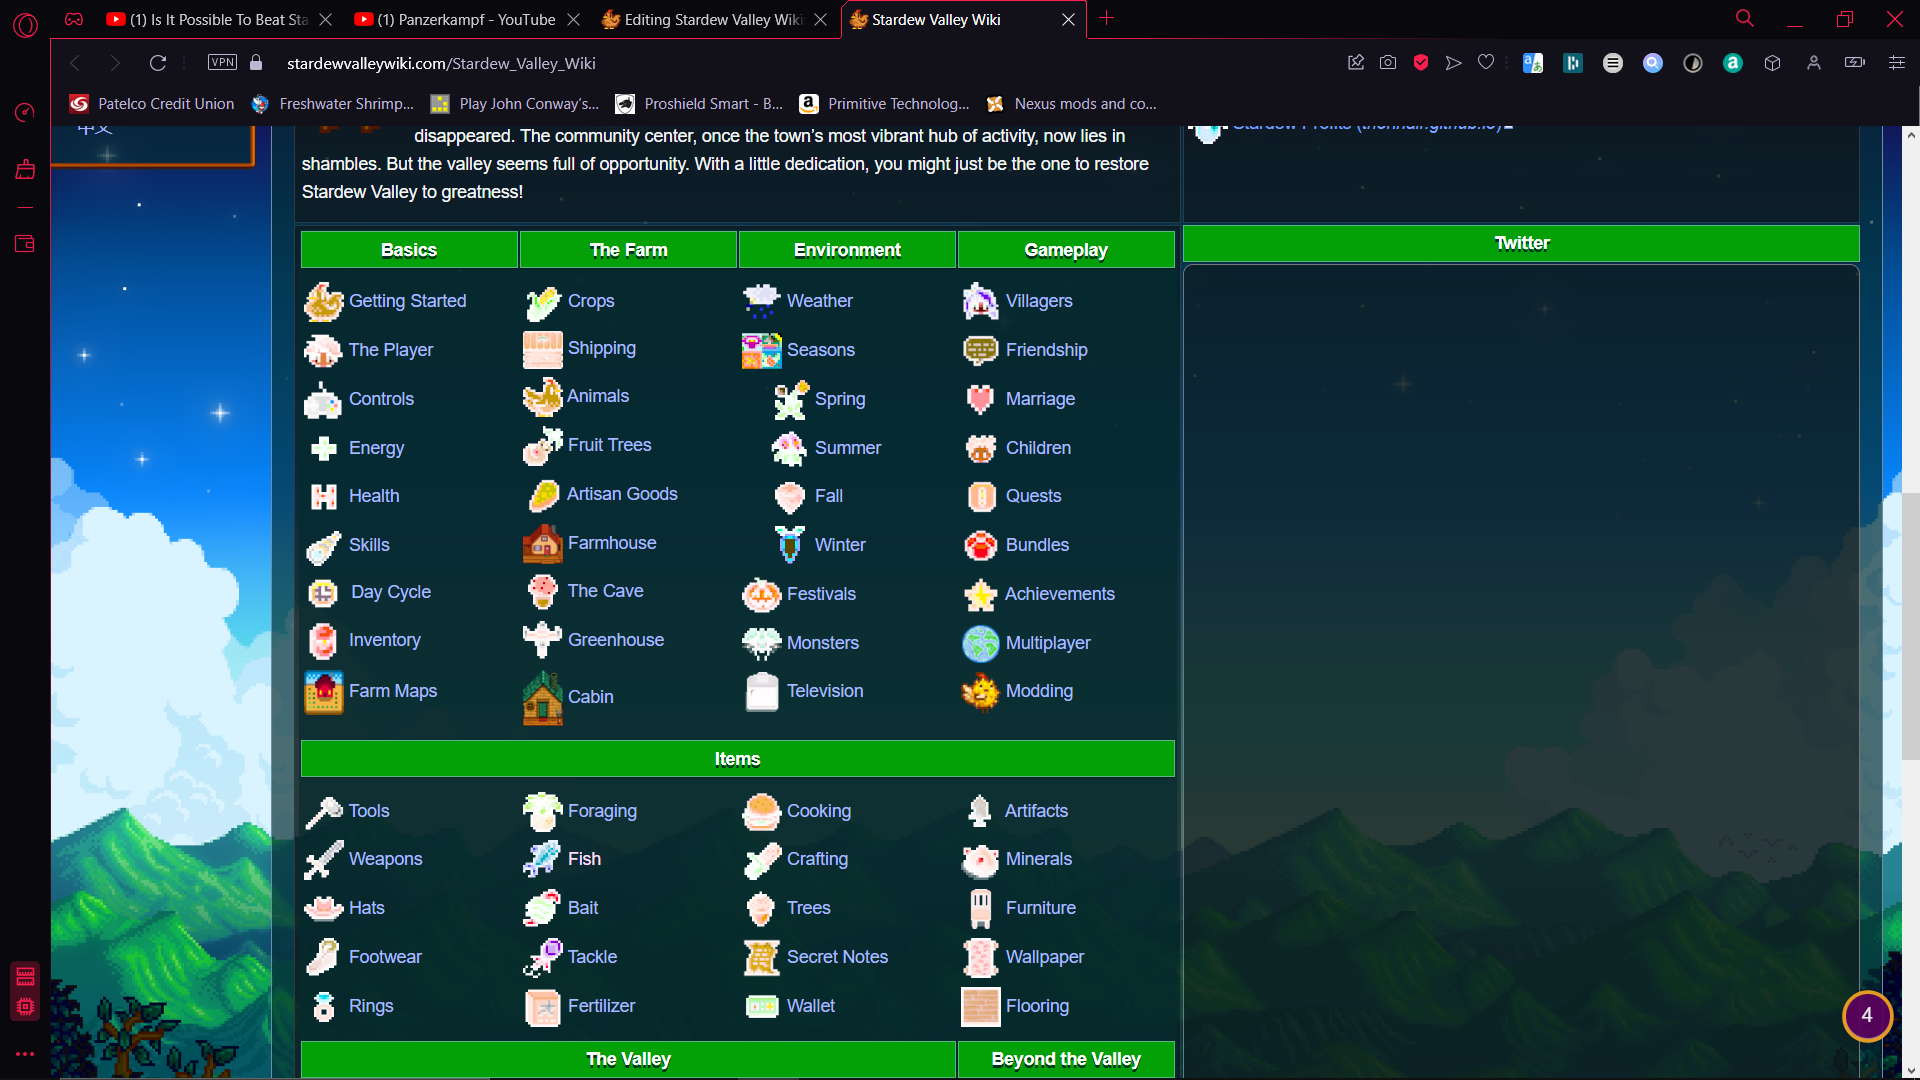 (1) Is It Possible To Beat Sta
(1) Panzerkampf - YouTube
Editing Stardew Valley Wiki
Stardew Valley Wiki
VPN
stardewvalleywiki.com/Stardew_Valley_Wiki
Patelco Credit Union
Freshwater Shrimp...
Play John Conway's...
Proshield Smart - B...
Primitive Technolog...
Nexus mods and co...
中文
disappeared. The community center, once the town's most vibrant hub of activity, now lies in
shambles. But the valley seems full of opportunity. With a little dedication, you might just be the one to restore
Stardew Valley to greatness!
Stardew Profits (thorinair.github.io)
Basics
The Farm
Environment
Gameplay
Twitter
Getting Started
Crops
Weather
Villagers
The Player
Shipping
Seasons
Friendship
Controls
Animals
Spring
Marriage
Energy
Fruit Trees
Summer
Children
Health
Artisan Goods
Fall
Quests
Skills
Farmhouse
Winter
Bundles
Day Cycle
The Cave
Festivals
Achievements
Inventory
Greenhouse
Monsters
Multiplayer
Farm Maps
Cabin
Television
Modding
Items
Tools
Foraging
Cooking
Artifacts
Weapons
Fish
Crafting
Minerals
Hats
Bait
Trees
Furniture
Footwear
Tackle
Secret Notes
Wallpaper
Rings
Fertilizer
Wallet
Flooring
4
The Valley
Beyond the Valley